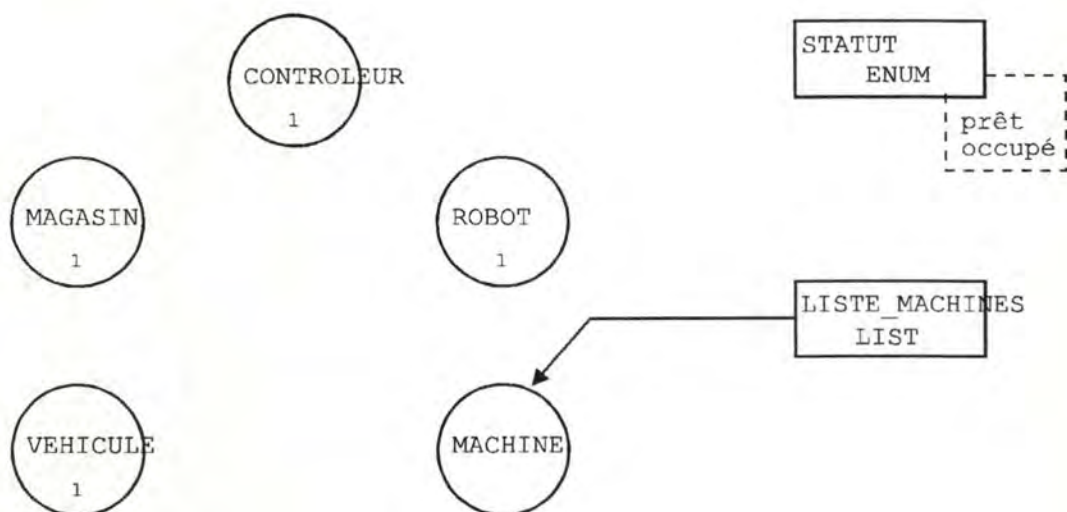 CONTROLEUR
1
STATUT
ENUM
prêt
occupé
MAGASIN
1
ROBOT
1
LISTE_MACHINES
LIST
VEHICULE
1
MACHINE